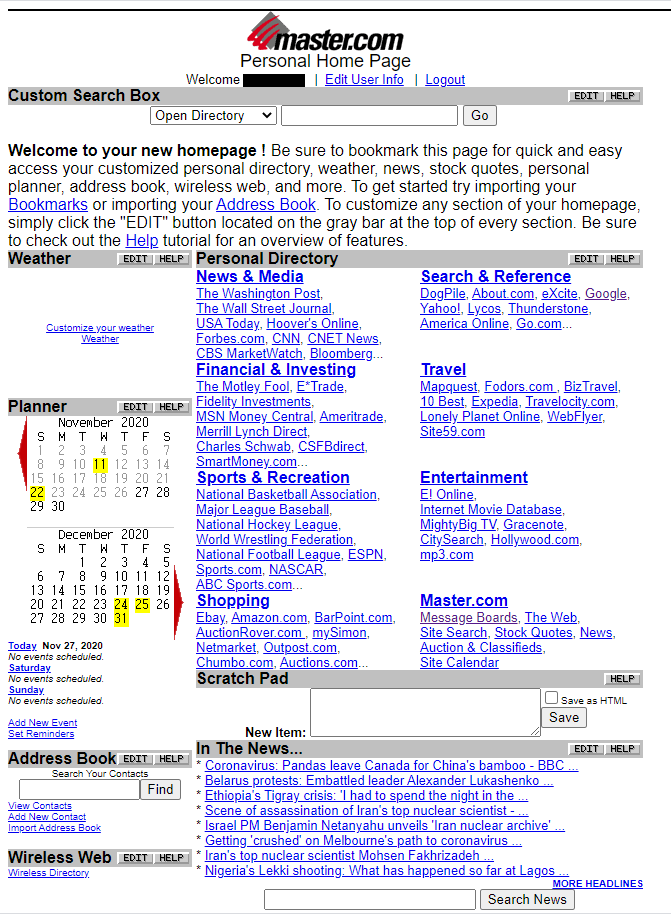 master.com
Personal Home Page
Welcome | Edit User Info | Logout
Custom Search Box EDIT HELP
Open Directory Go
Welcome to your new homepage ! Be sure to bookmark this page for quick and easy
access your customized personal directory, weather, news, stock quotes, personal
planner, address book, wireless web, and more. To get started try importing your
Bookmarks or importing your Address Book. To customize any section of your homepage,
simply click the "EDIT" button located on the gray bar at the top of every section. Be sure
to check out the Help tutorial for an overview of features.
Weather EDIT HELP
Customize your weather
Weather
Planner EDIT HELP
November 2020
S M T W T F S
1 2 3 4 5 6 7
8 9 10 11 12 13 14
15 16 17 18 19 20 21
22 23 24 25 26 27 28
29 30
December 2020
S M T W T F S
1 2 3 4 5
6 7 8 9 10 11 12
13 14 15 16 17 18 19
20 21 22 23 24 25 26
27 28 29 30 31
Today Nov 27, 2020
No events scheduled.
Saturday
No events scheduled.
Sunday
No events scheduled.
Add New Event
Set Reminders
Address Book EDIT HELP
Search Your Contacts
Find
View Contacts
Add New Contact
Import Address Book
Wireless Web EDIT HELP
Wireless Directory
Personal Directory EDIT HELP
News & Media
The Washington Post,
The Wall Street Journal,
USA Today, Hoover's Online,
Forbes.com, CNN, CNET News,
CBS MarketWatch, Bloomberg...
Search & Reference
DogPile, About.com, eXcite, Google,
Yahoo!, Lycos, Thunderstone,
America Online, Go.com...
Financial & Investing
The Motley Fool, E*Trade,
Fidelity Investments,
MSN Money Central, Ameritrade,
Merrill Lynch Direct,
Charles Schwab, CSFBdirect,
SmartMoney.com...
Travel
Mapquest, Fodors.com , BizTravel,
10 Best, Expedia, Travelocity.com,
Lonely Planet Online, WebFlyer,
Site59.com
Sports & Recreation
National Basketball Association,
Major League Baseball,
National Hockey League,
World Wrestling Federation,
National Football League, ESPN,
Sports.com, NASCAR,
ABC Sports.com...
Entertainment
E! Online,
Internet Movie Database,
MightyBig TV, Gracenote,
CitySearch, Hollywood.com,
mp3.com
Shopping
Ebay, Amazon.com, BarPoint.com,
AuctionRover.com , mySimon,
Netmarket, Outpost.com,
Chumbo.com, Auctions.com...
Master.com
Message Boards, The Web,
Site Search, Stock Quotes, News,
Auction & Classifieds,
Site Calendar
Scratch Pad HELP
New Item: Save as HTML
Save
In The News... EDIT HELP
* Coronavirus: Pandas leave Canada for China's bamboo - BBC ...
* Belarus protests: Embattled leader Alexander Lukashenko ...
* Ethiopia's Tigray crisis: 'I had to spend the night in the ...
* Scene of assassination of Iran's top nuclear scientist - ...
* Israel PM Benjamin Netanyahu unveils 'Iran nuclear archive' ...
* Getting 'crushed' on Melbourne's path to coronavirus ...
* Iran's top nuclear scientist Mohsen Fakhrizadeh ...
* Nigeria's Lekki shooting: What has happened so far at Lagos ...
MORE HEADLINES
Search News